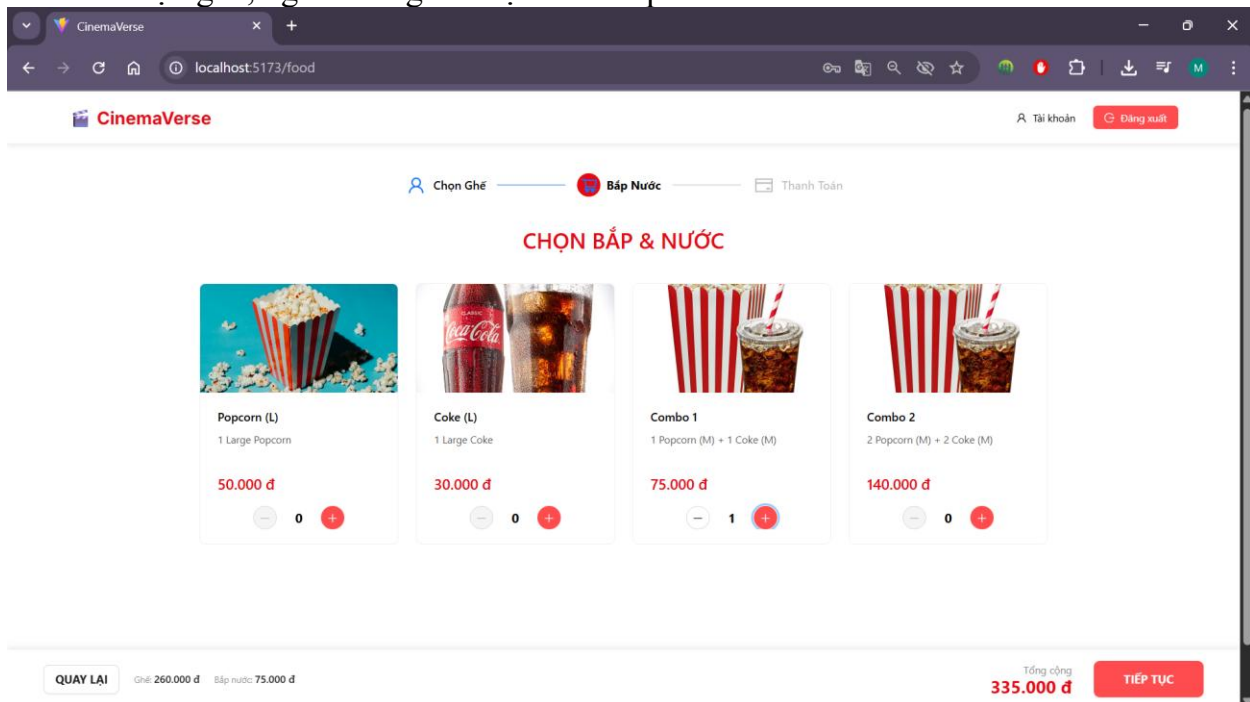 CinemaVerse
localhost:5173/food
M
CinemaVerse
Tài khoản
Đăng xuất
Chọn Ghế
Bắp Nước
Thanh Toán
CHỌN BẮP & NƯỚC
CLASSIC
Coca-Cola
Popcorn (L)
1 Large Popcorn
50.000 đ
0
Coke (L)
1 Large Coke
30.000 đ
0
Combo 1
1 Popcorn (M) + 1 Coke (M)
75.000 đ
1
Combo 2
2 Popcorn (M) + 2 Coke (M)
140.000 đ
0
QUAY LẠI
Ghế: 260.000 đ Bắp nước: 75.000 đ
Tổng cộng
335.000 đ
TIẾP TỤC